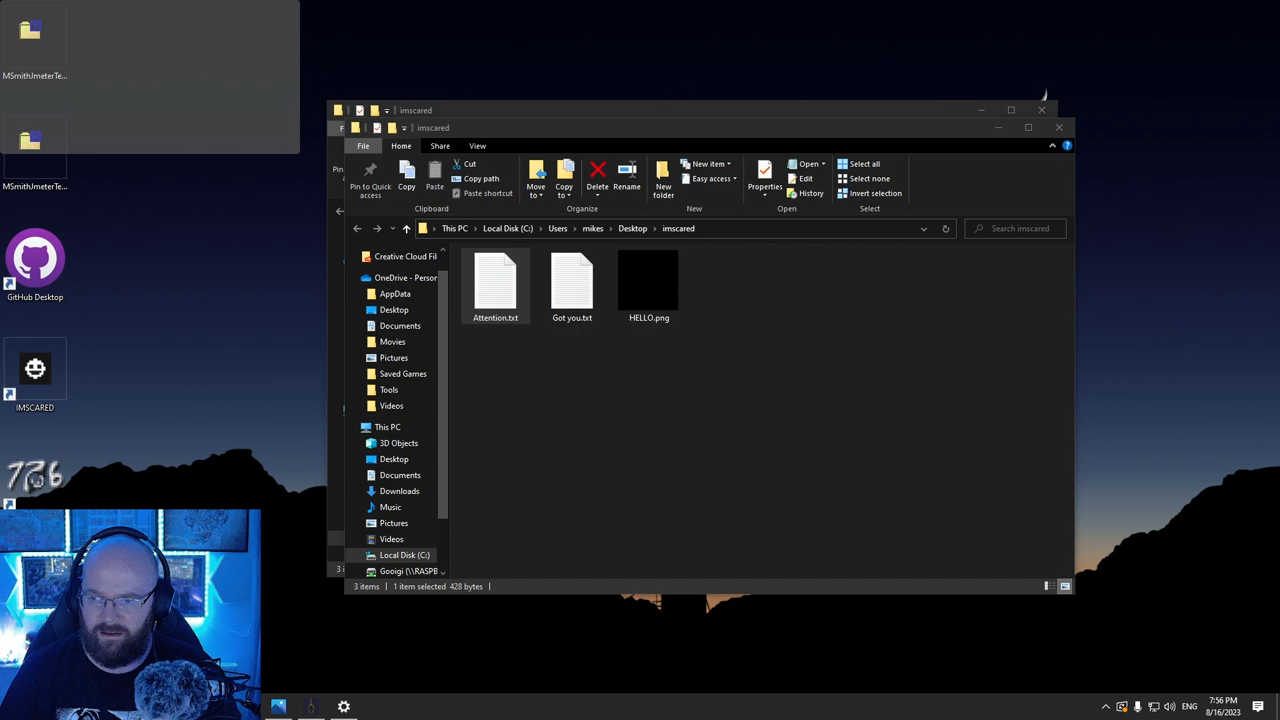 MSmithJmeterTe...
MSmithJmeterTe...
GitHub Desktop
IMSCARED
imscared
imscared
File Home Share View
Pin to Quick access
Copy
Paste
Cut
Copy path
Paste shortcut
Clipboard
Move to
Copy to
Delete
Rename
Organize
New folder
New item
Easy access
New
Properties
Open
Edit
History
Open
Select all
Select none
Invert selection
Select
This PC > Local Disk (C:) > Users > mikes > Desktop > imscared
Search imscared
Creative Cloud Fil
OneDrive - Person
AppData
Desktop
Documents
Movies
Pictures
Saved Games
Tools
Videos
This PC
3D Objects
Desktop
Documents
Downloads
Music
Pictures
Videos
Local Disk (C:)
Gooigi (\\RASPB
Attention.txt
Got you.txt
HELLO.png
3 items 1 item selected 428 bytes
ENG
7:56 PM
8/16/2023